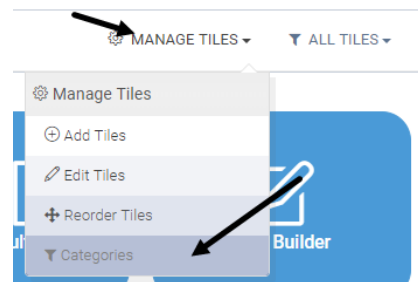 MANAGE TILES
ALL TILES
Manage Tiles
Add Tiles
Edit Tiles
Reorder Tiles
Categories
Builder